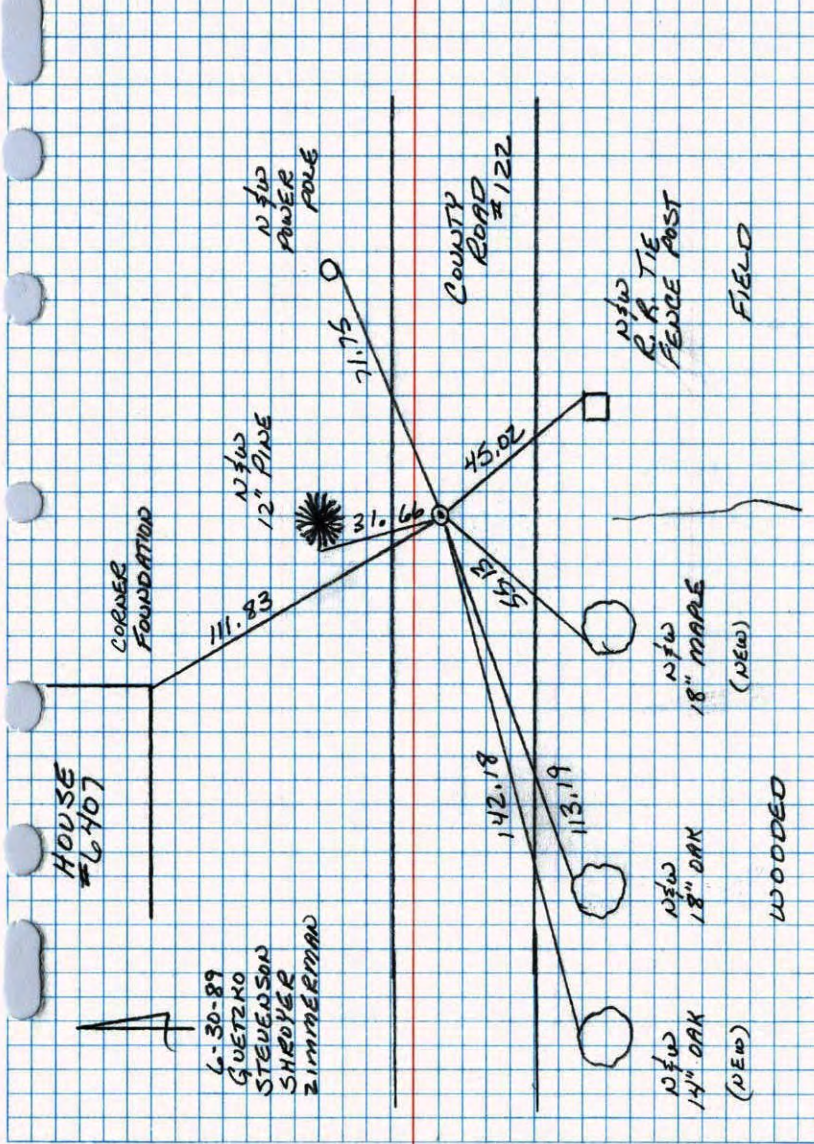 HOUSE
#6407
CORNER
FOUNDATION
6-30-89
GUETZKO
STEVENSON
SHROYER
ZIMMERMAN
111.83
N&W
12" PINE
N&W
POWER
POLE
31.66
71.75
COUNTY
ROAD
#122
142.18
113.19
55.13
45.02
N&W
14" OAK
(NEW)
N&W
18" OAK
N&W
18" MAPLE
(NEW)
N&W
R.R. TIE
FENCE POST
WOODED
FIELD